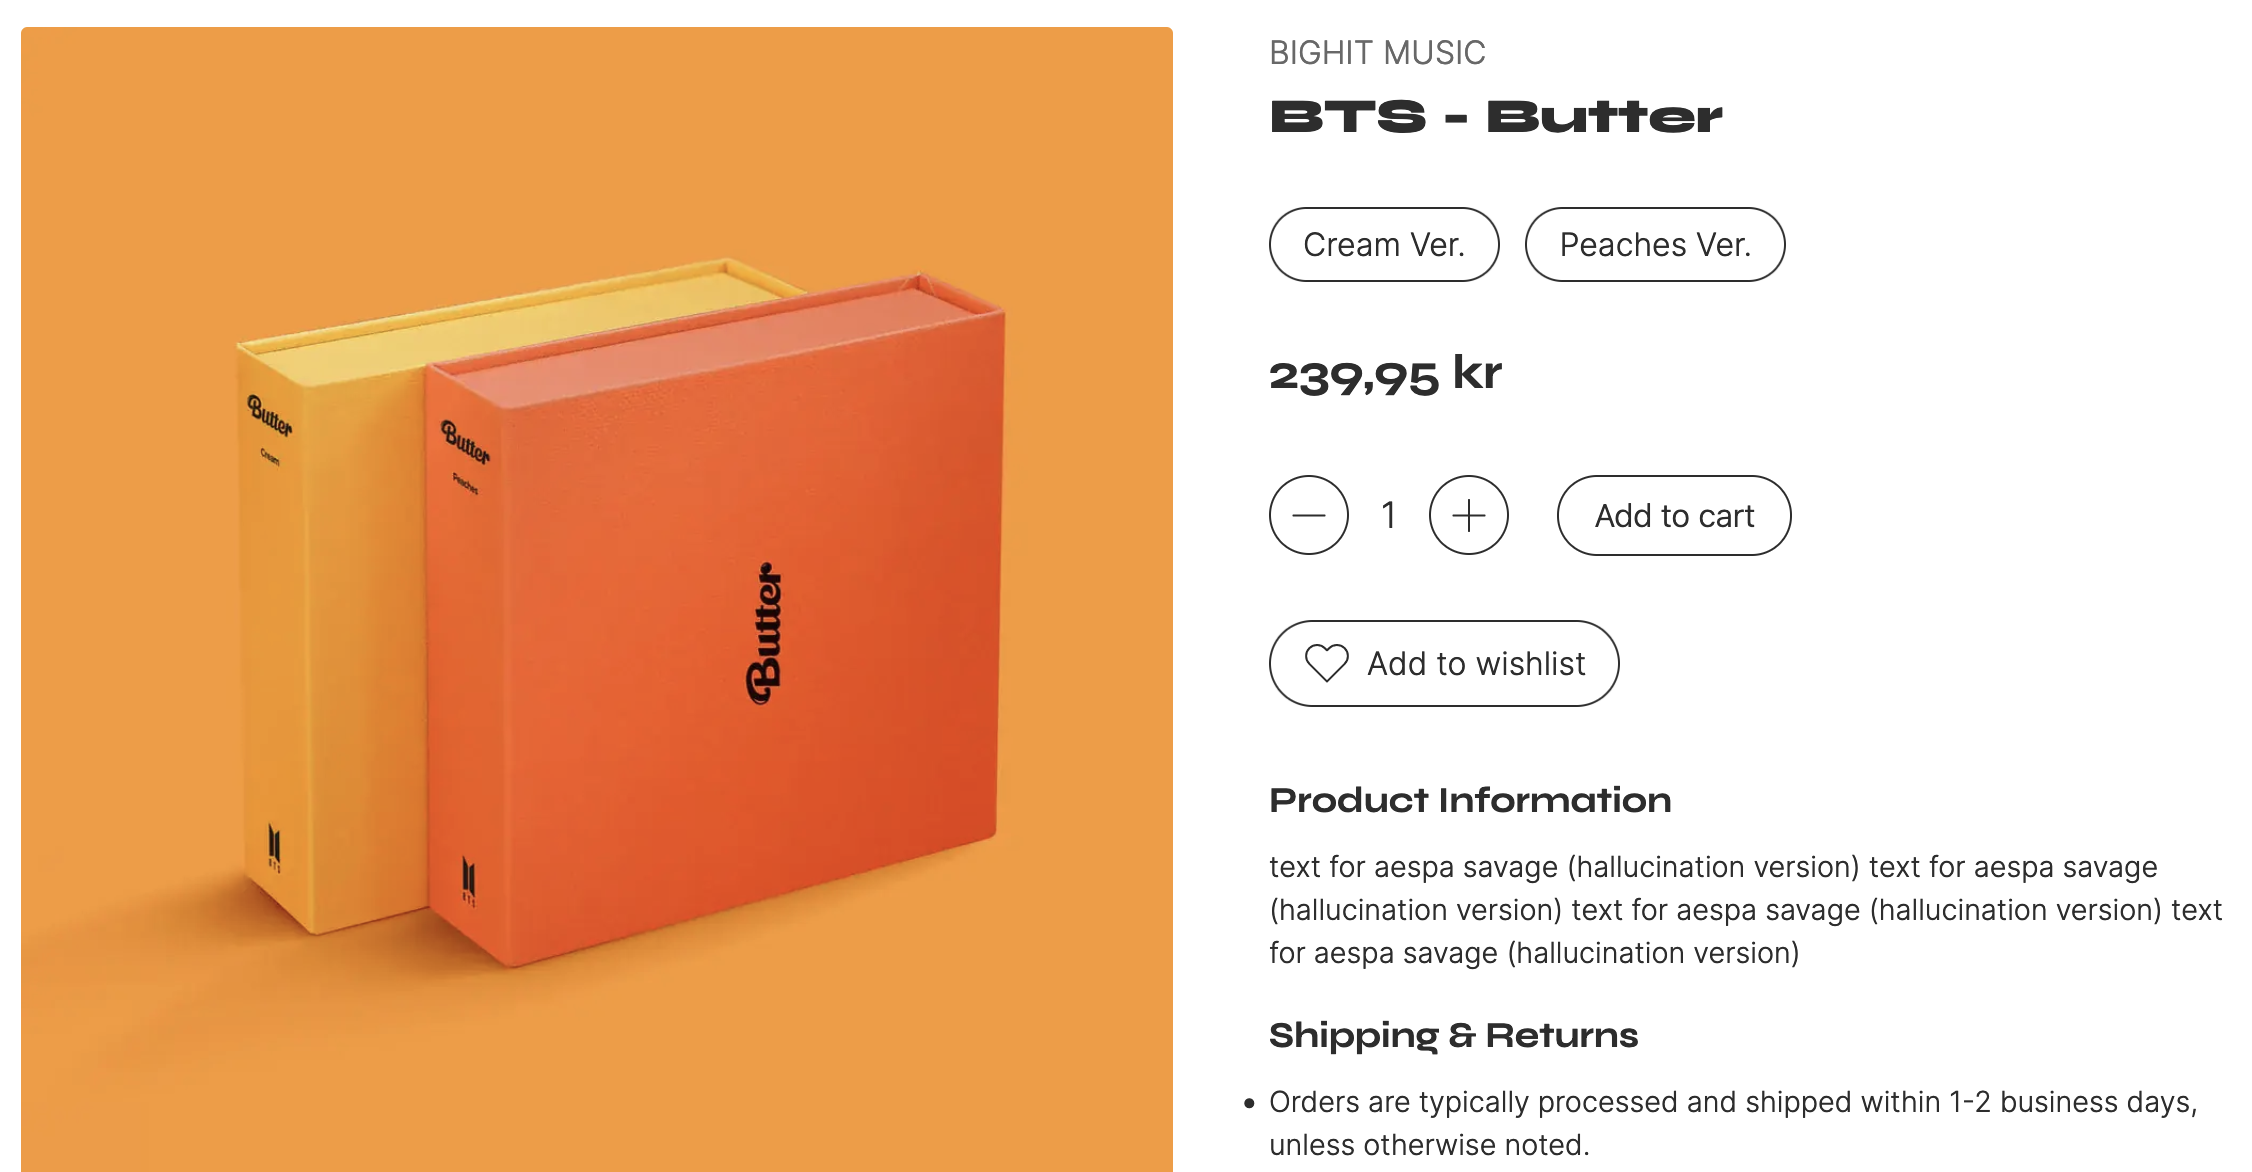 BIGHIT MUSIC
BTS - Butter
Cream Ver.
Peaches Ver.
239,95 kr
1
Add to cart
Add to wishlist
Product Information
text for aespa savage (hallucination version) text for aespa savage
(hallucination version) text for aespa savage (hallucination version) text
for aespa savage (hallucination version)
Shipping & Returns
Orders are typically processed and shipped within 1-2 business days,
unless otherwise noted.
Butter
Cream
BTS
Butter
Peaches
BTS
Butter